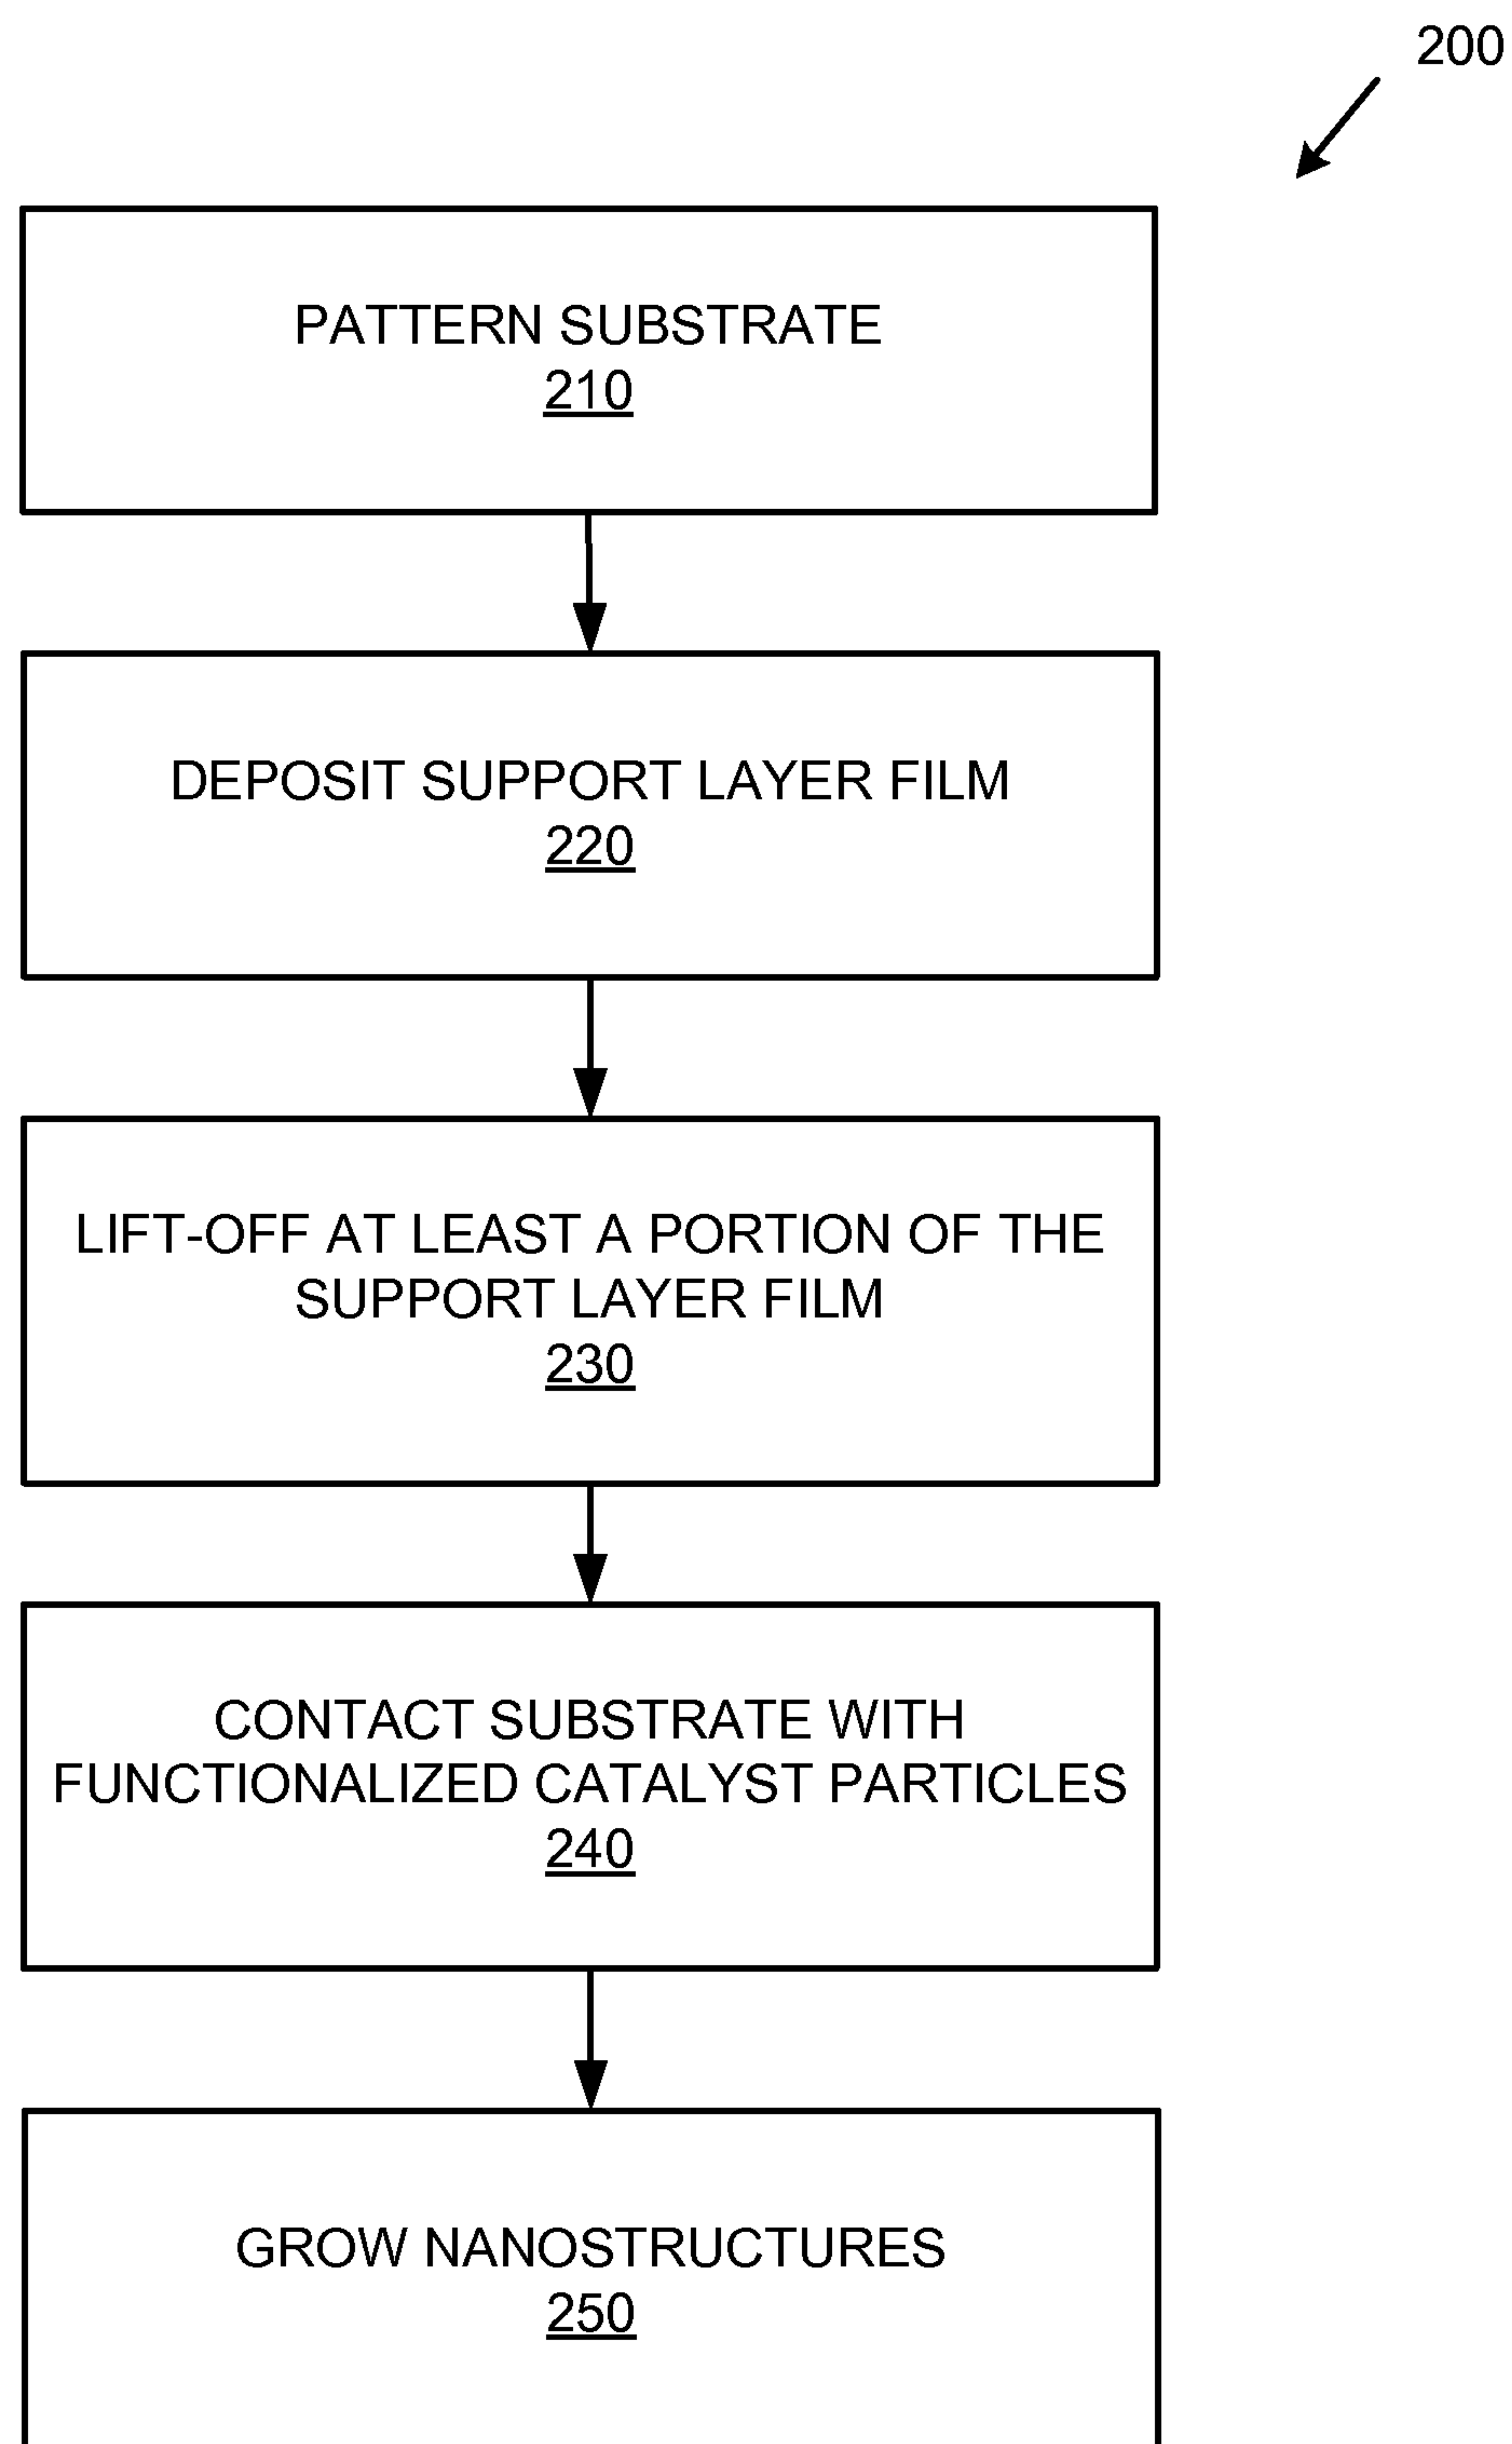 200
PATTERN SUBSTRATE
210
DEPOSIT SUPPORT LAYER FILM
220
LIFT-OFF AT LEAST A PORTION OF THE
SUPPORT LAYER FILM
230
CONTACT SUBSTRATE WITH
FUNCTIONALIZED CATALYST PARTICLES
240
GROW NANOSTRUCTURES
250